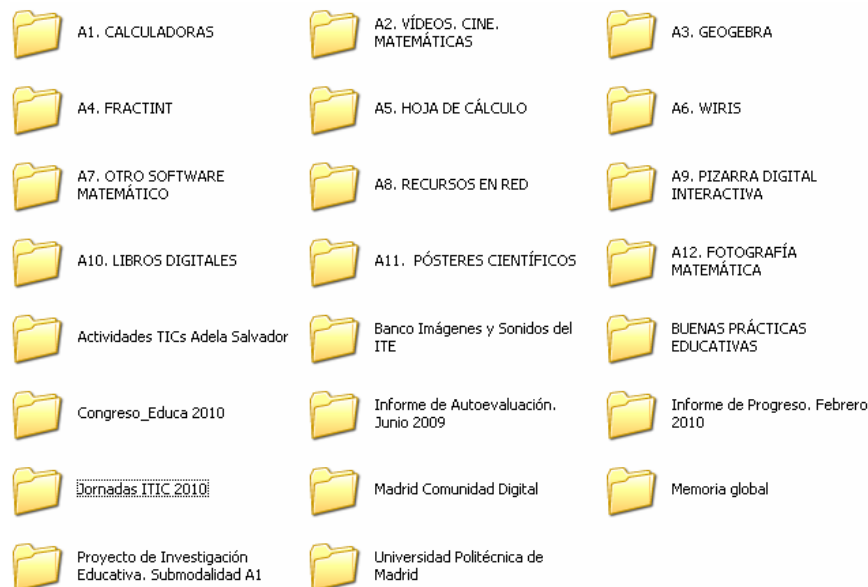 A1. CALCULADORAS
A2. VÍDEOS. CINE.
MATEMÁTICAS
A3. GEOGEBRA
A4. FRACTINT
A5. HOJA DE CÁLCULO
A6. WIRIS
A7. OTRO SOFTWARE
MATEMÁTICO
A8. RECURSOS EN RED
A9. PIZARRA DIGITAL
INTERACTIVA
A10. LIBROS DIGITALES
A11. PÓSTERES CIENTÍFICOS
A12. FOTOGRAFÍA
MATEMÁTICA
Actividades TICs Adela Salvador
Banco Imágenes y Sonidos del
ITE
BUENAS PRÁCTICAS
EDUCATIVAS
Congreso_Educa 2010
Informe de Autoevaluación.
Junio 2009
Informe de Progreso. Febrero
2010
Jornadas ITIC 2010
Madrid Comunidad Digital
Memoria global
Proyecto de Investigación
Educativa. Submodalidad A1
Universidad Politécnica de
Madrid